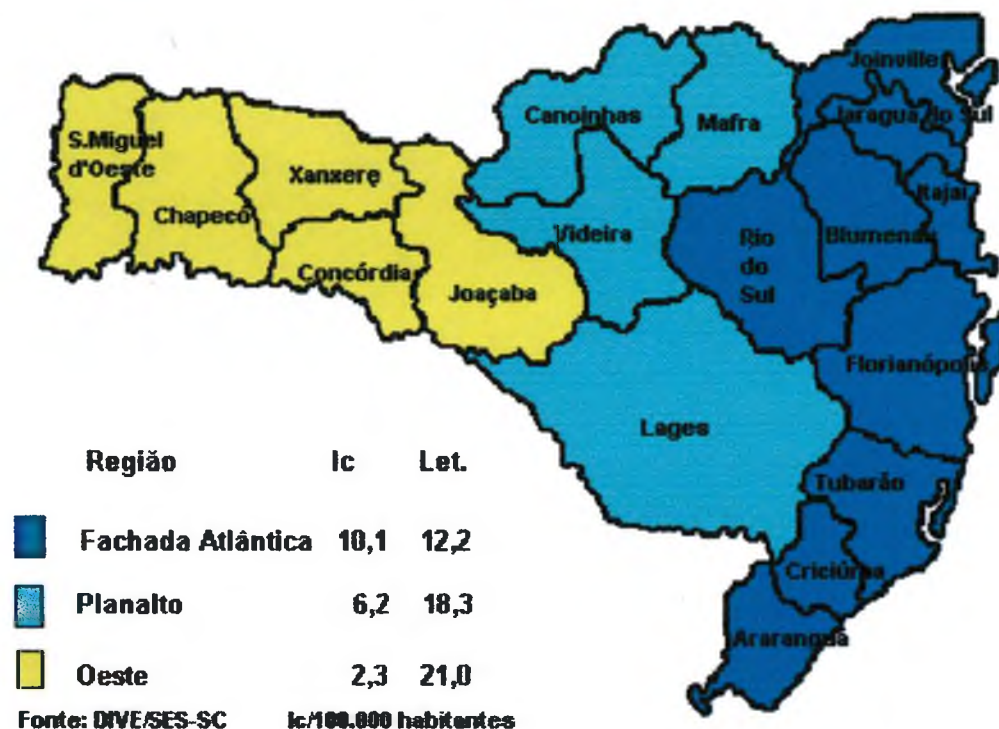 Joinville
Canoinhas
Mafra
Jaraguá do Sul
S.Miguel
d'Oeste
Xanxerę
Itajaí
Chapecó
Videira
Rio
do
Sul
Blumenau
Concórdia
Joaçaba
Florianópolis
Lages
Tubarão
Criciúma
Araranguá
Região Ic Let.
Fachada Atlântica 10,1 12,2
Planalto 6,2 18,3
Oeste 2,3 21,0
Fonte: DIVE/SES-SC Ic/100.000 habitantes